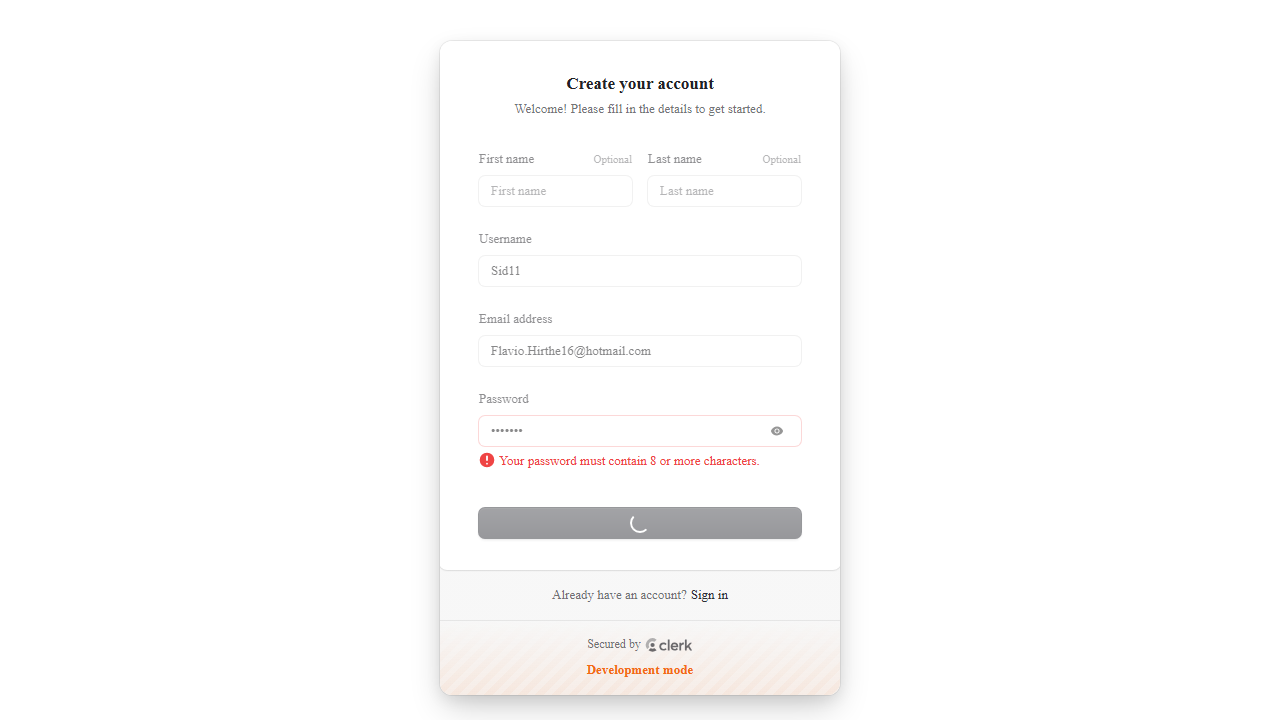 Create your account
Welcome! Please fill in the details to get started.
First name Optional Last name Optional
First name Last name
Username
Sid11
Email address
Flavio.Hirthe16@hotmail.com
Password
•••••••
Your password must contain 8 or more characters.
Already have an account? Sign in
Secured by clerk
Development mode